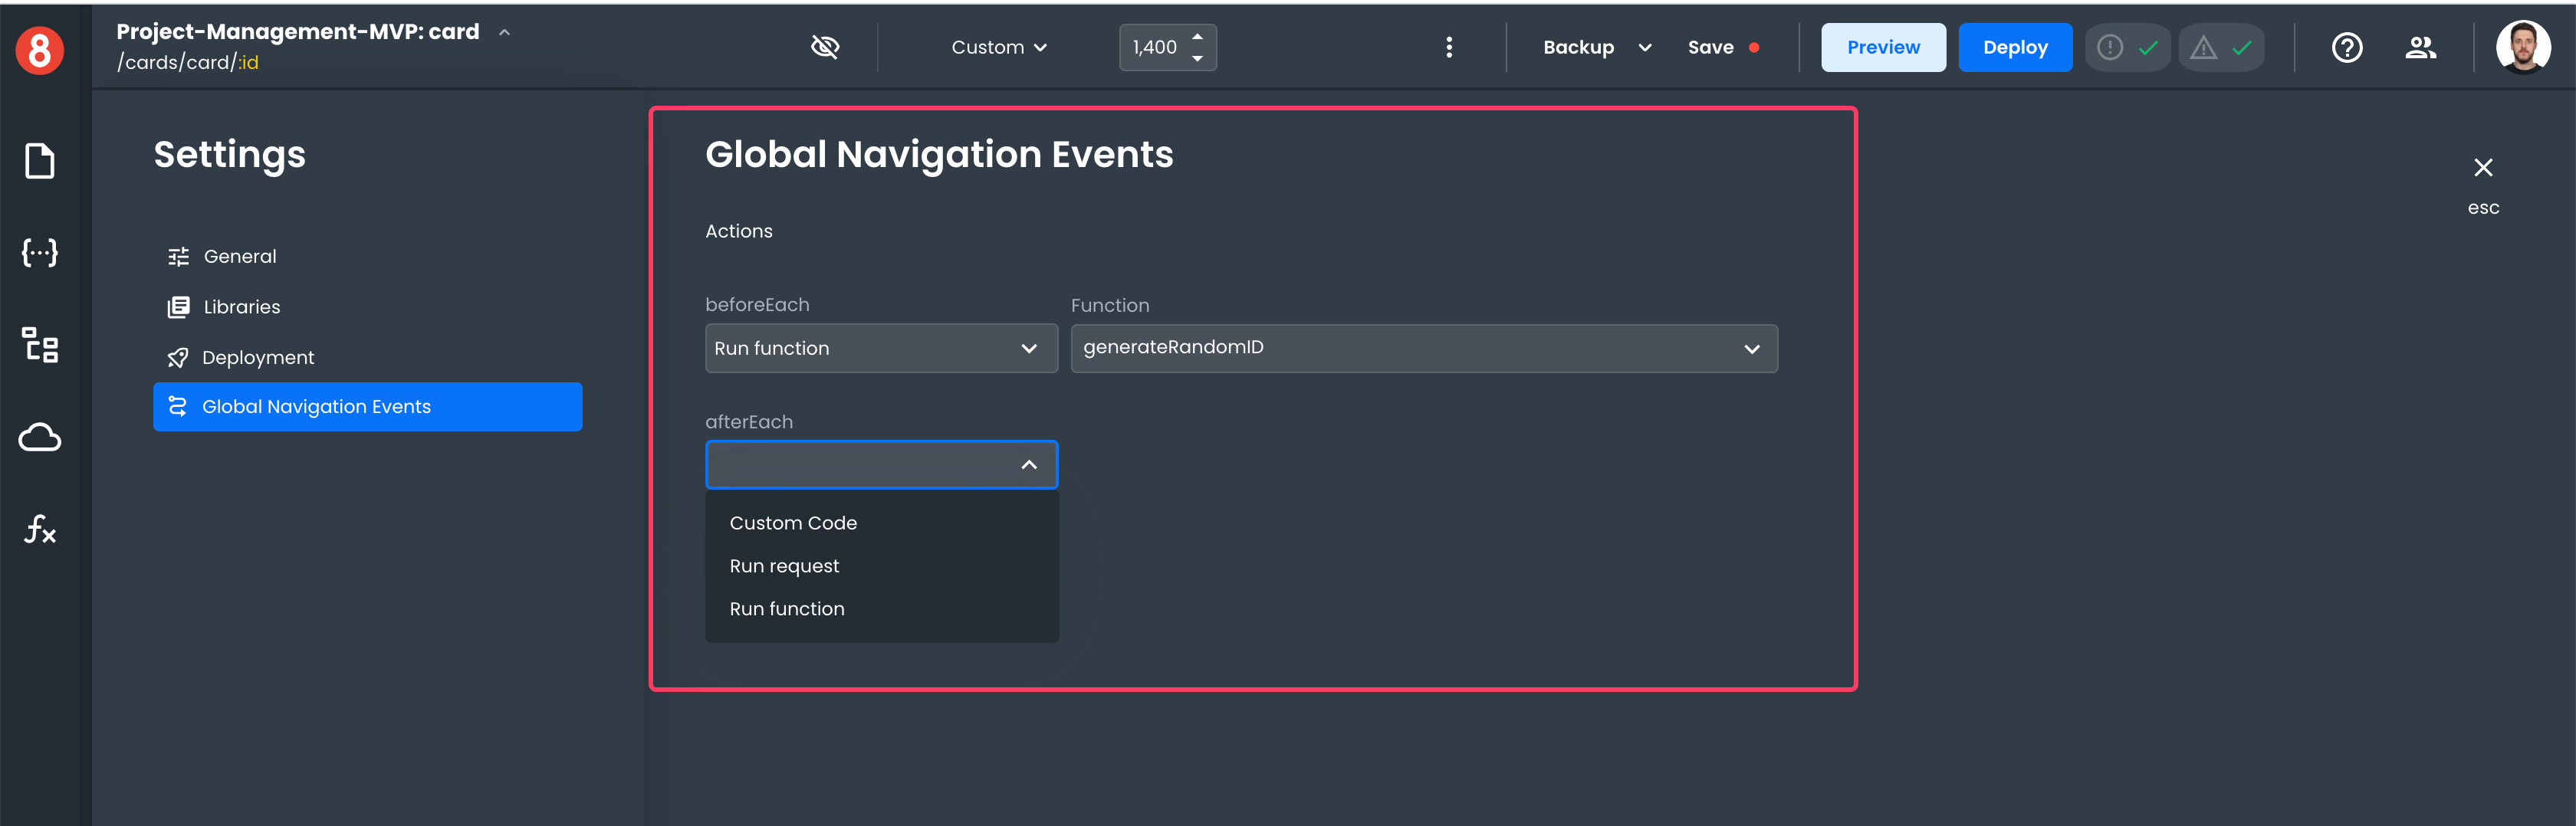 8
Project-Management-MVP: card
/cards/card/:id
Custom
1,400
Backup
Save
Preview
Deploy
Settings
General
Libraries
Deployment
Global Navigation Events
Global Navigation Events
Actions
beforeEach
Function
Run function
generateRandomID
afterEach
Custom Code
Run request
Run function
esc
fx